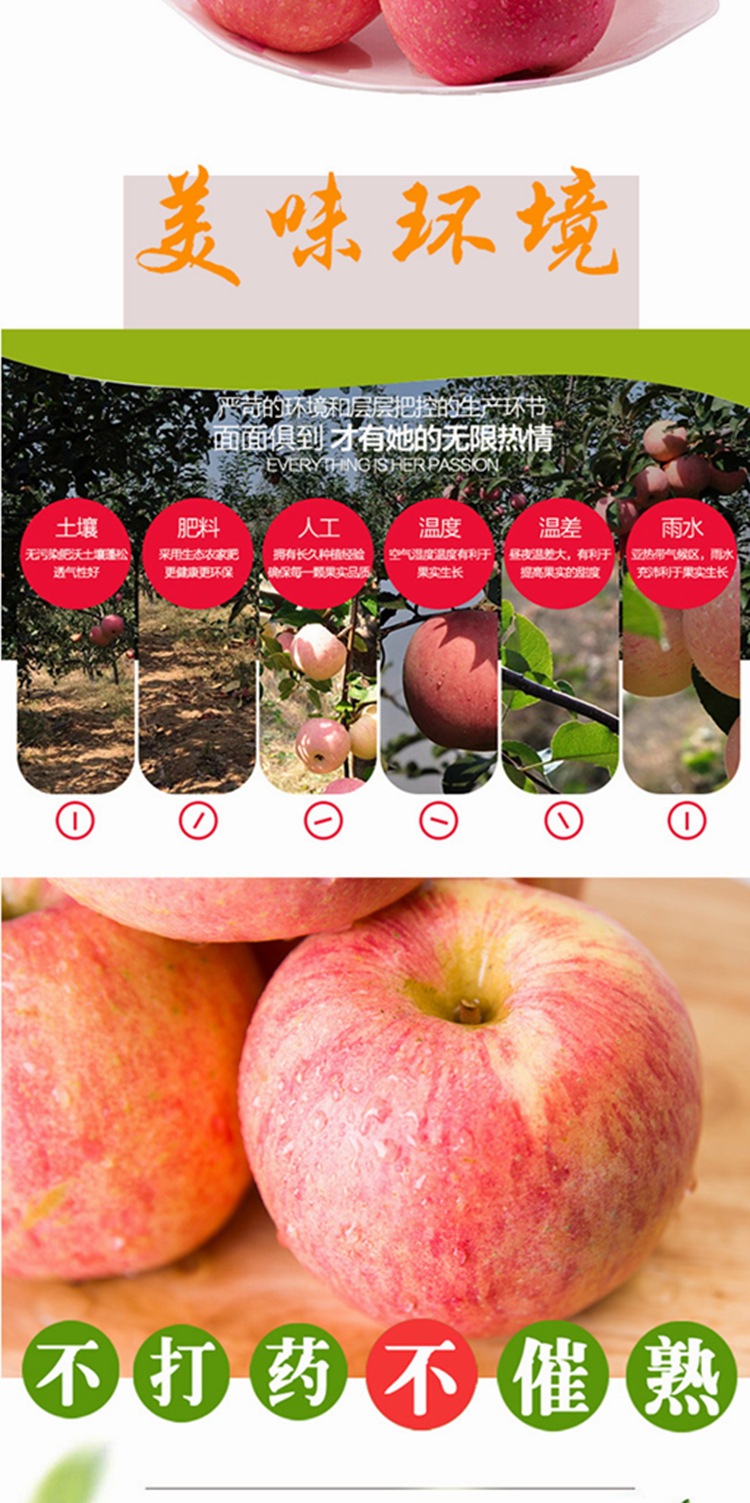 美味环境
严苛的环境和层层把控的生产环节
面面俱到 才有她的无限热情
EVERYTHING IS HER PASSION
土壤
无污染肥沃土壤蓬松
透气性好
肥料
采用生态农家肥
更健康更环保
人工
拥有长久种植经验
确保每一颗果实品质
温度
空气湿度温度有利于
果实生长
温差
昼夜温差大，有利于
提高果实的甜度
雨水
亚热带气候区，雨水
充沛利于果实生长
不打药不催熟